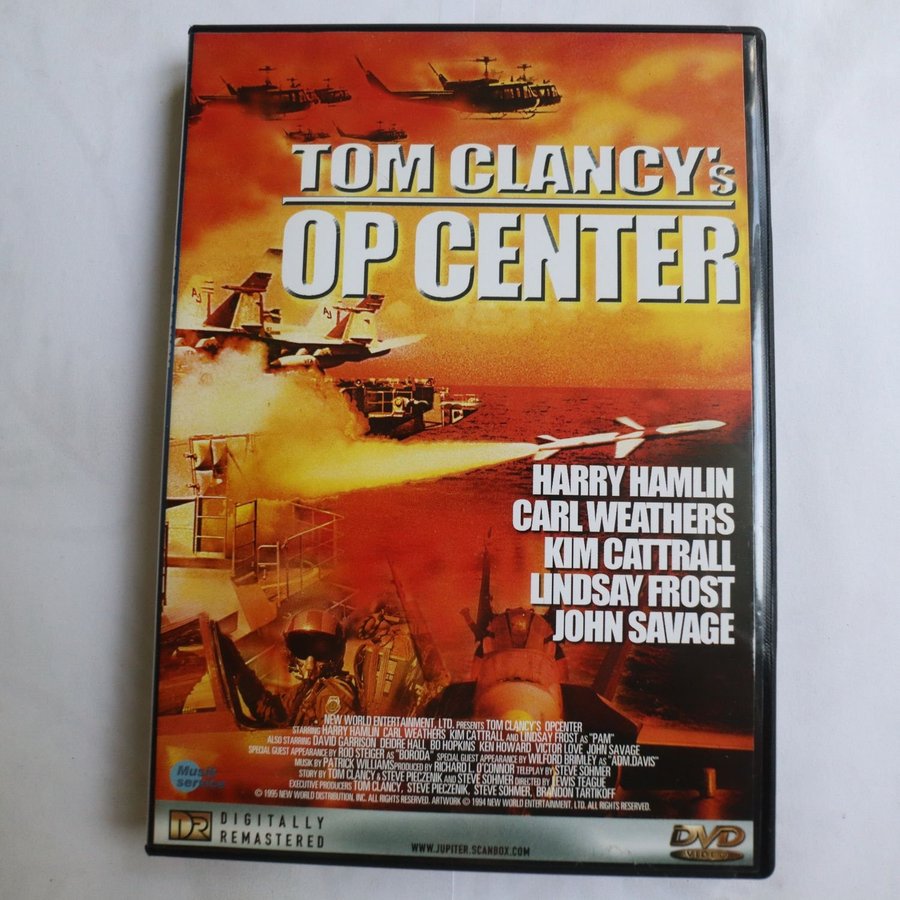 TOM CLANCY's
OP CENTER
HARRY HAMLIN
CARL WEATHERS
KIM CATTRALL
LINDSAY FROST
JOHN SAVAGE
NEW WORLD ENTERTAINMENT, LTD. PRESENTS TOM CLANCY'S OPCENTER
STARRING HARRY HAMLIN CARL WEATHERS KIM CATTRALL AND LINDSAY FROST AS "PAM"
ALSO STARRING DAVID GARRISON DEIDRE HALL BO HOPKINS KEN HOWARD VICTOR LOVE JOHN SAVAGE
SPECIAL GUEST APPEARANCE BY ROD STEIGER AS "BORODA" SPECIAL GUEST APPEARANCE BY WILFORD BRIMLEY AS "ADM.DAVIS"
MUSIK BY PATRICK WILLIAMS PRODUCED BY RICHARD L. O'CONNOR TEEPLAY BY STEVE SOHMER
STORY BY TOM CLANCY & STEVE PIECZENIK AND STEVE SOHMER DIRECTED BY LEWIS TEAGUE
EXECUTIVE PRODUCERS TOM CLANCY, STEVE PIECZENIK, STEVE SOHMER, BRANDON TARTIKOFF
© 1995 NEW WORLD DISTRIBUTION, INC. ALL RIGHTS RESERVED. ARTWORK © 1994 NEW WORLD ENTERTAINMENT, LTD. ALL RIGHTS RESERVED.
Musik
service
DR DIGITALLY
REMASTERED
WWW.JUPITER.SCANBOX.COM
DVD
VIDEO
AJ